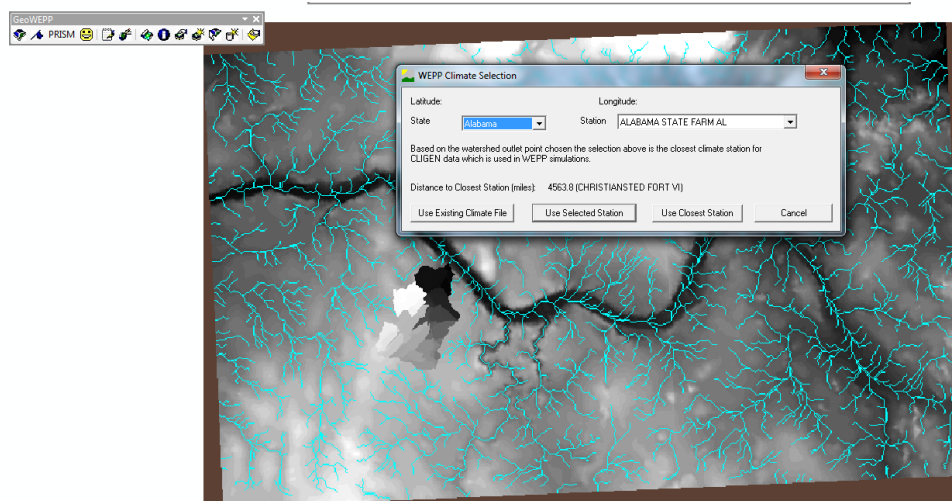 GeoWEPP
PRISM
WEPP Climate Selection
Latitude: Longitude:
State Alabama Station ALABAMA STATE FARM AL
Based on the watershed outlet point chosen the selection above is the closest climate station for
CLIGEN data which is used in WEPP simulations.
Distance to Closest Station (miles): 4563.8 (CHRISTIANSTED FORT VI)
Use Existing Climate File Use Selected Station Use Closest Station Cancel